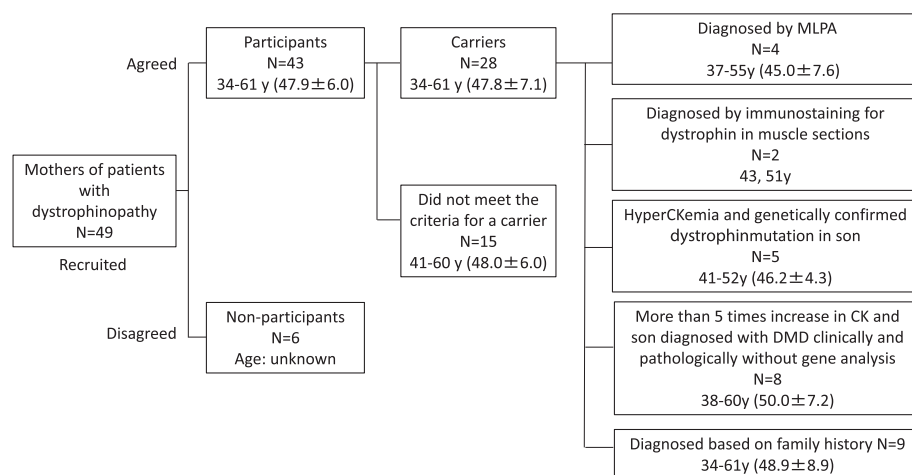 Mothers of patients
with
dystrophinopathy
N=49
Recruited
Agreed
Disagreed
Participants
N=43
34-61 y (47.9±6.0)
Non-participants
N=6
Age: unknown
Carriers
N=28
34-61 y (47.8±7.1)
Did not meet the
criteria for a carrier
N=15
41-60 y (48.0±6.0)
Diagnosed by MLPA
N=4
37-55y (45.0±7.6)
Diagnosed by immunostaining for
dystrophin in muscle sections
N=2
43, 51y
HyperCKemia and genetically confirmed
dystrophinmutation in son
N=5
41-52y (46.2±4.3)
More than 5 times increase in CK and
son diagnosed with DMD clinically and
pathologically without gene analysis
N=8
38-60y (50.0±7.2)
Diagnosed based on family history N=9
34-61y (48.9±8.9)